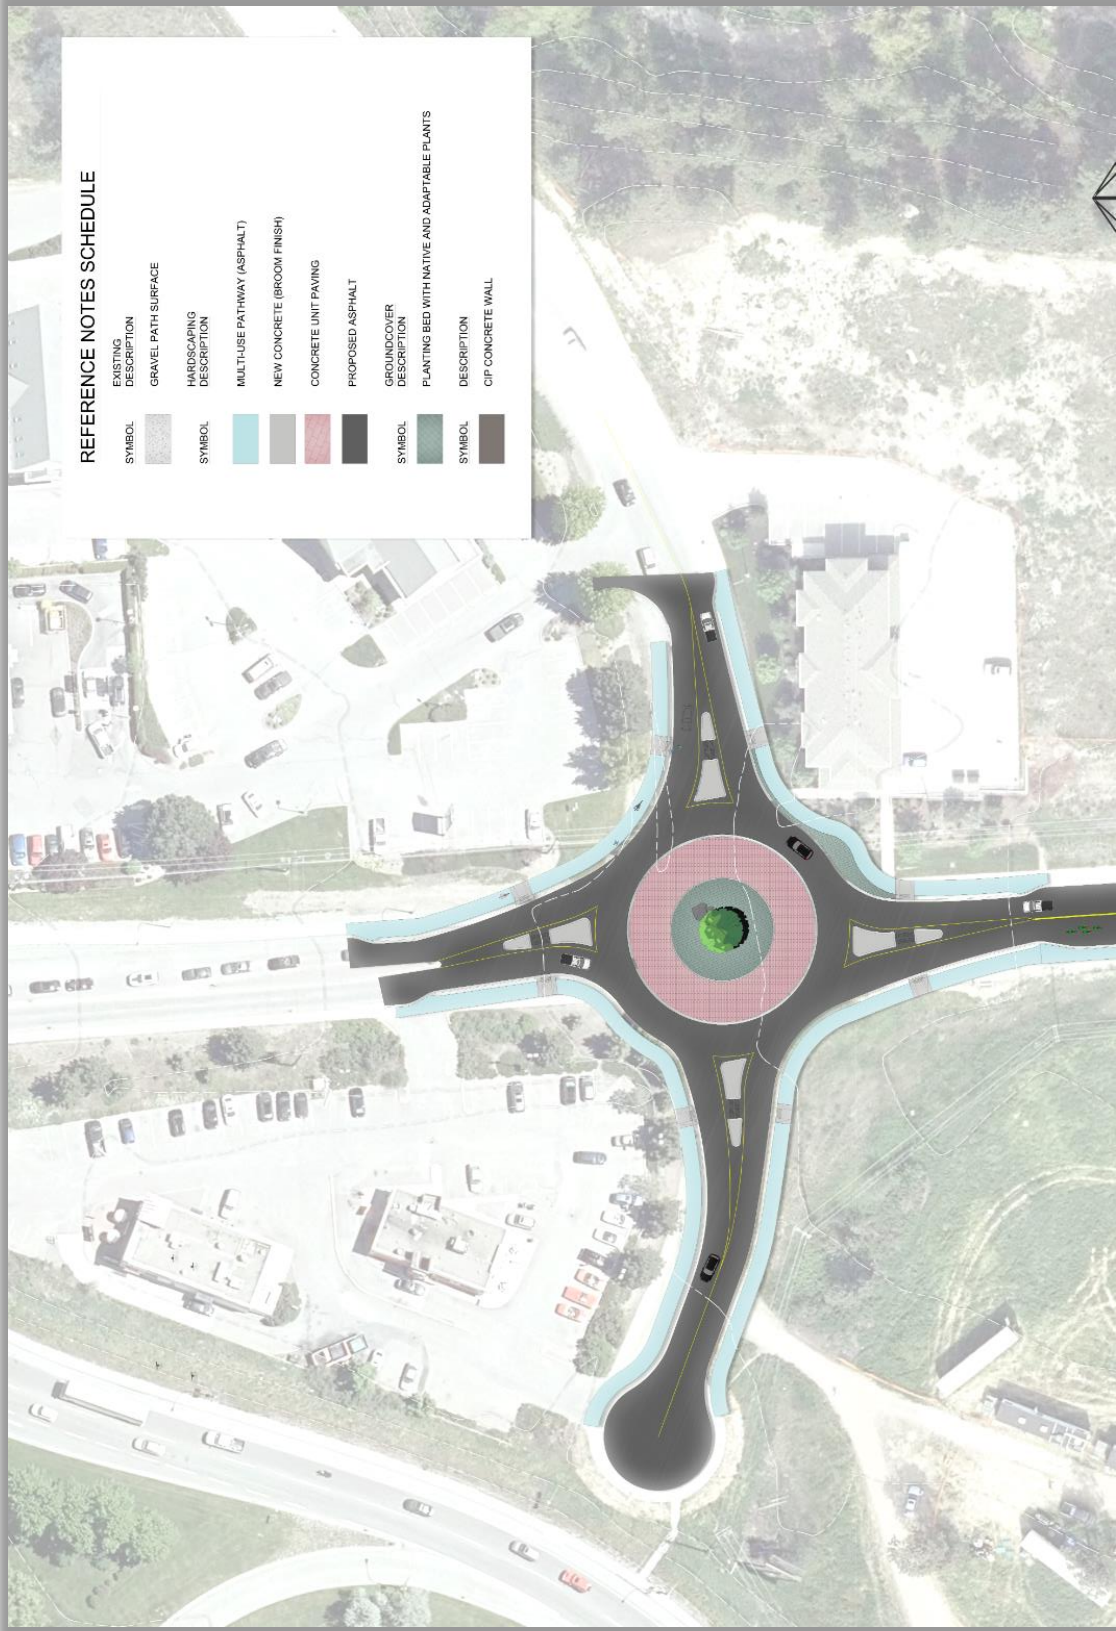 REFERENCE NOTES SCHEDULE
EXISTING
SYMBOL DESCRIPTION
GRAVEL PATH SURFACE
HARDSCAPING
SYMBOL DESCRIPTION
MULTI-USE PATHWAY (ASPHALT)
NEW CONCRETE (BROOM FINISH)
CONCRETE UNIT PAVING
PROPOSED ASPHALT
GROUNDCOVER
SYMBOL DESCRIPTION
PLANTING BED WITH NATIVE AND ADAPTABLE PLANTS
SYMBOL DESCRIPTION
CIP CONCRETE WALL